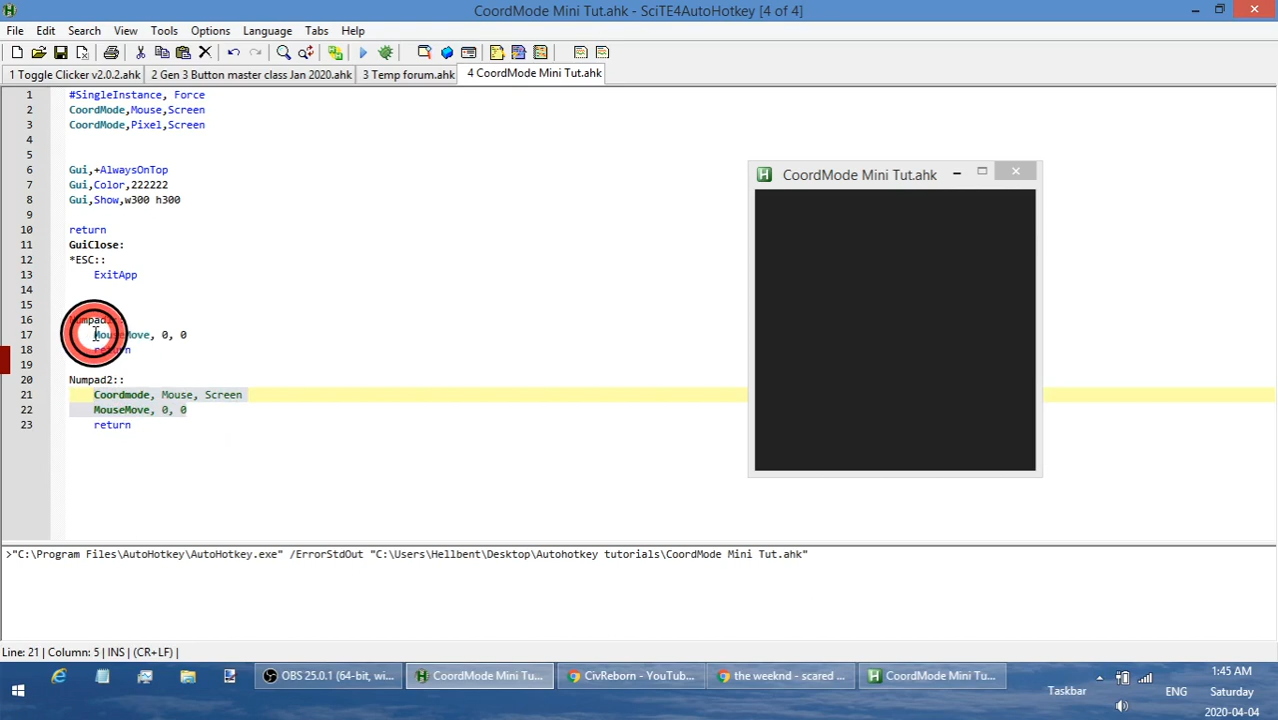 CoordMode Mini Tut.ahk - SciTE4AutoHotkey [4 of 4]
File Edit Search View Tools Options Language Tabs Help
1 Toggle Clicker v2.0.2.ahk 2 Gen 3 Button master class Jan 2020.ahk 3 Temp forum.ahk 4 CoordMode Mini Tut.ahk
1 #SingleInstance, Force
2 CoordMode,Mouse,Screen
3 CoordMode,Pixel,Screen
4
5
6 Gui,+AlwaysOnTop
7 Gui,Color,222222
8 Gui,Show,w300 h300
9
10 return
11 GuiClose:
12 *ESC::
13 ExitApp
14
15
16
17 MouseMove, 0, 0
18 return
19
20 Numpad2::
21 Coordmode, Mouse, Screen
22 MouseMove, 0, 0
23 return
CoordMode Mini Tut.ahk
>"C:\Program Files\AutoHotkey\AutoHotkey.exe" /ErrorStdOut "C:\Users\Hellbent\Desktop\Autohotkey tutorials\CoordMode Mini Tut.ahk"
Line: 21 | Column: 5 | INS | (CR+LF) |
OBS 25.0.1 (64-bit, wi... CoordMode Mini Tu... CivReborn - YouTub... the weeknd - scared ... CoordMode Mini Tu...
Taskbar
ENG
1:45 AM
Saturday
2020-04-04